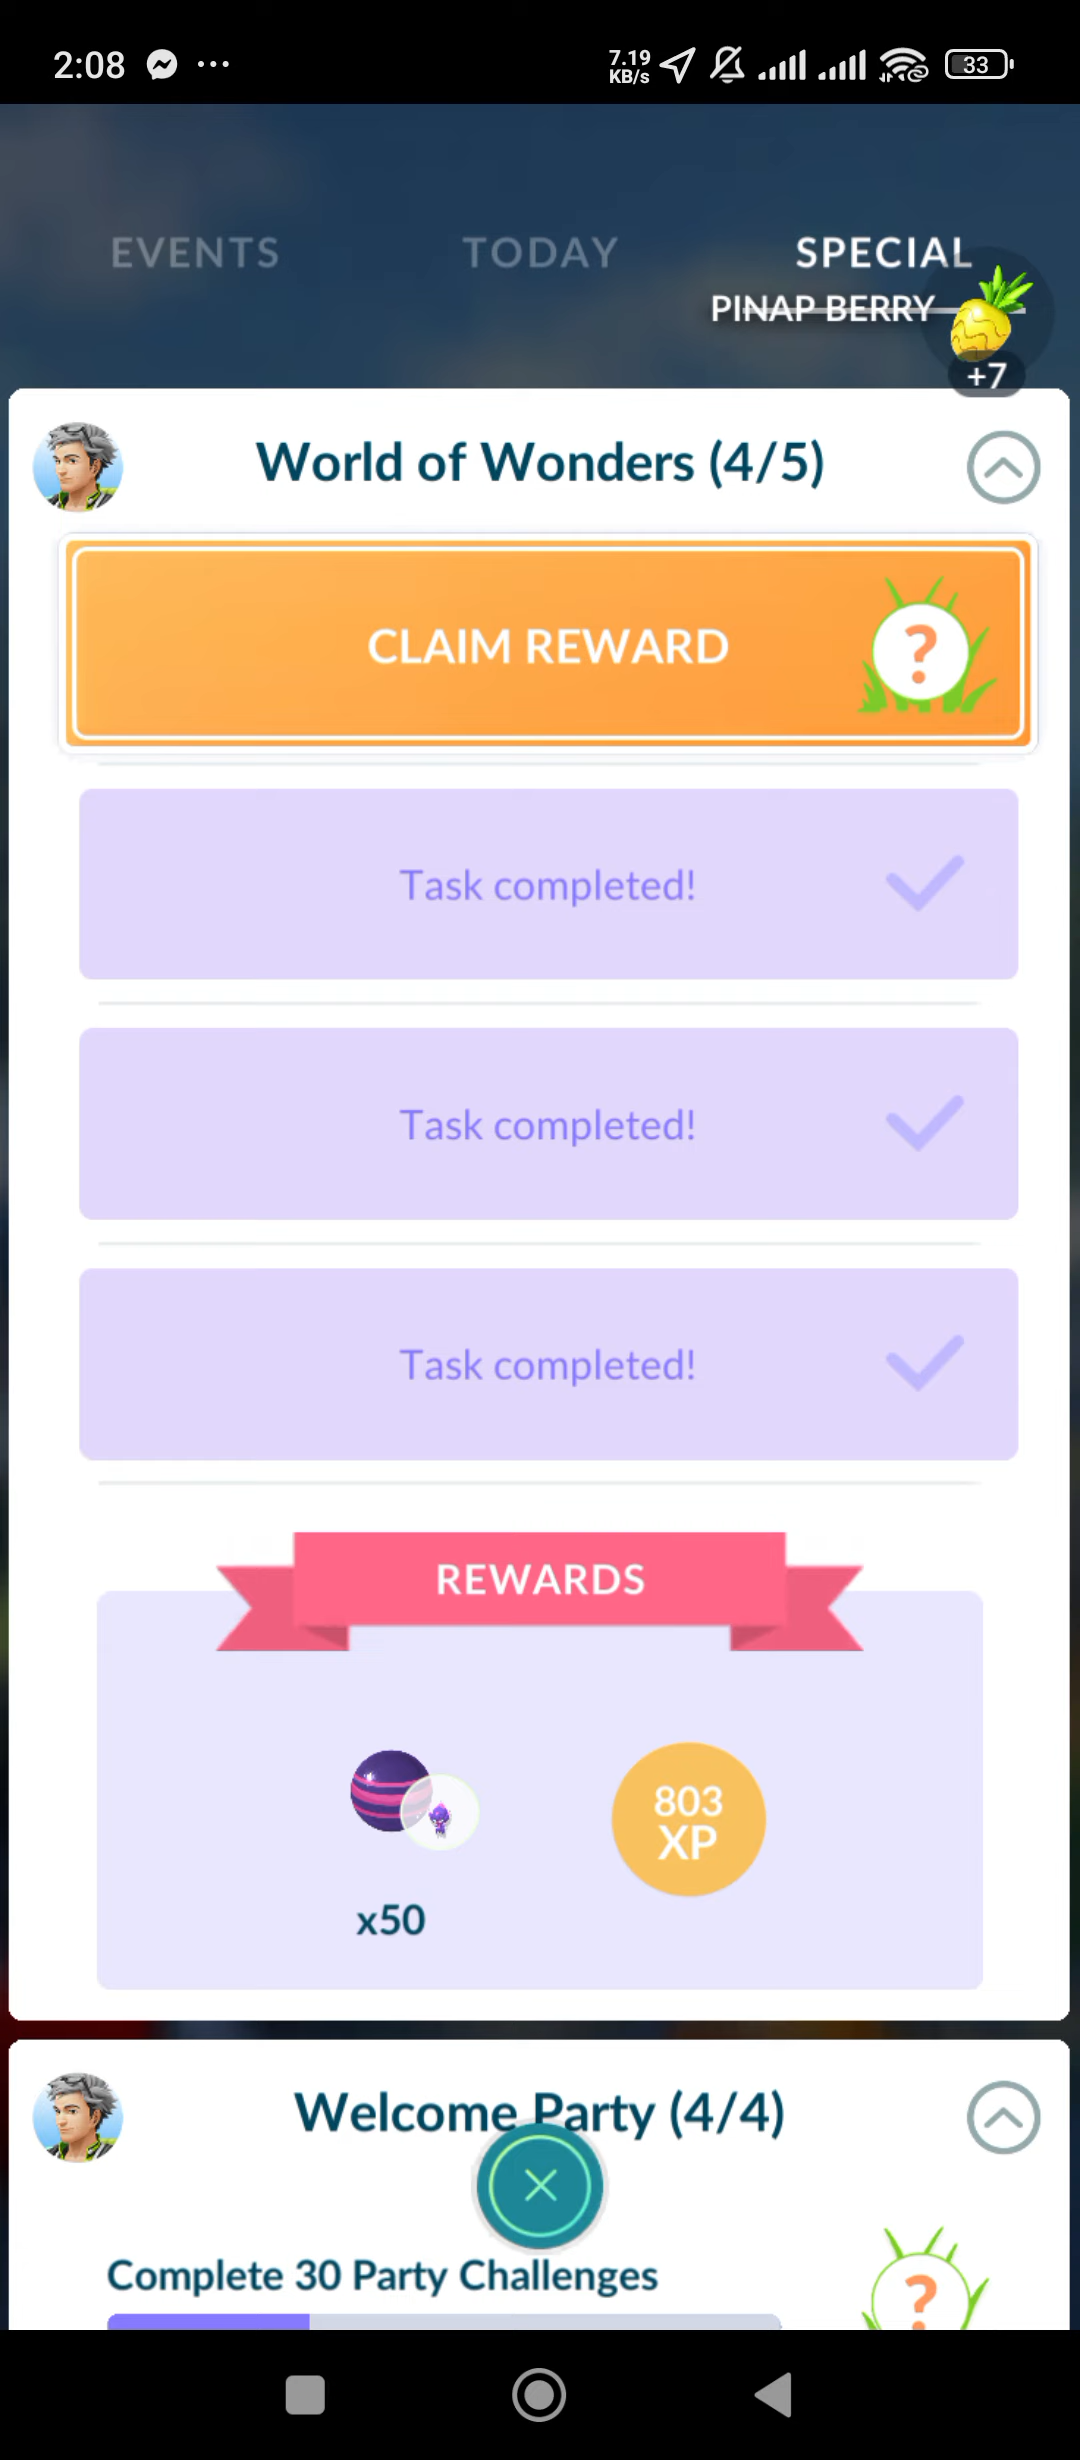 2:08
7.19
KB/s
33
EVENTS
TODAY
SPECIAL
PINAP BERRY
+7
World of Wonders (4/5)
CLAIM REWARD
?
Task completed!
Task completed!
Task completed!
REWARDS
803
XP
x50
Welcome Party (4/4)
Complete 30 Party Challenges
?